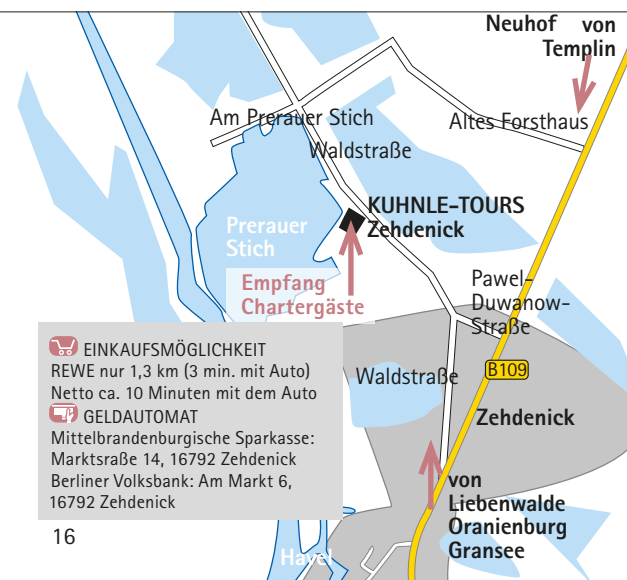 Neuhof von
Templin
Am Prerauer Stich
Altes Forsthaus
Waldstraße
KUHNLE-TOURS
Zehdenick
Prerauer
Stich
Empfang
Chartergäste
Pawel-
Duwanow-
Straße
EINKAUFSMÖGLICHKEIT
REWE nur 1,3 km (3 min. mit Auto)
Netto ca. 10 Minuten mit dem Auto
GELDAUTOMAT
Mittelbrandenburgische Sparkasse:
Marktsraße 14, 16792 Zehdenick
Berliner Volksbank: Am Markt 6,
16792 Zehdenick
Waldstraße
B109
Zehdenick
von
Liebenwalde
Oranienburg
Gransee
16
Havel